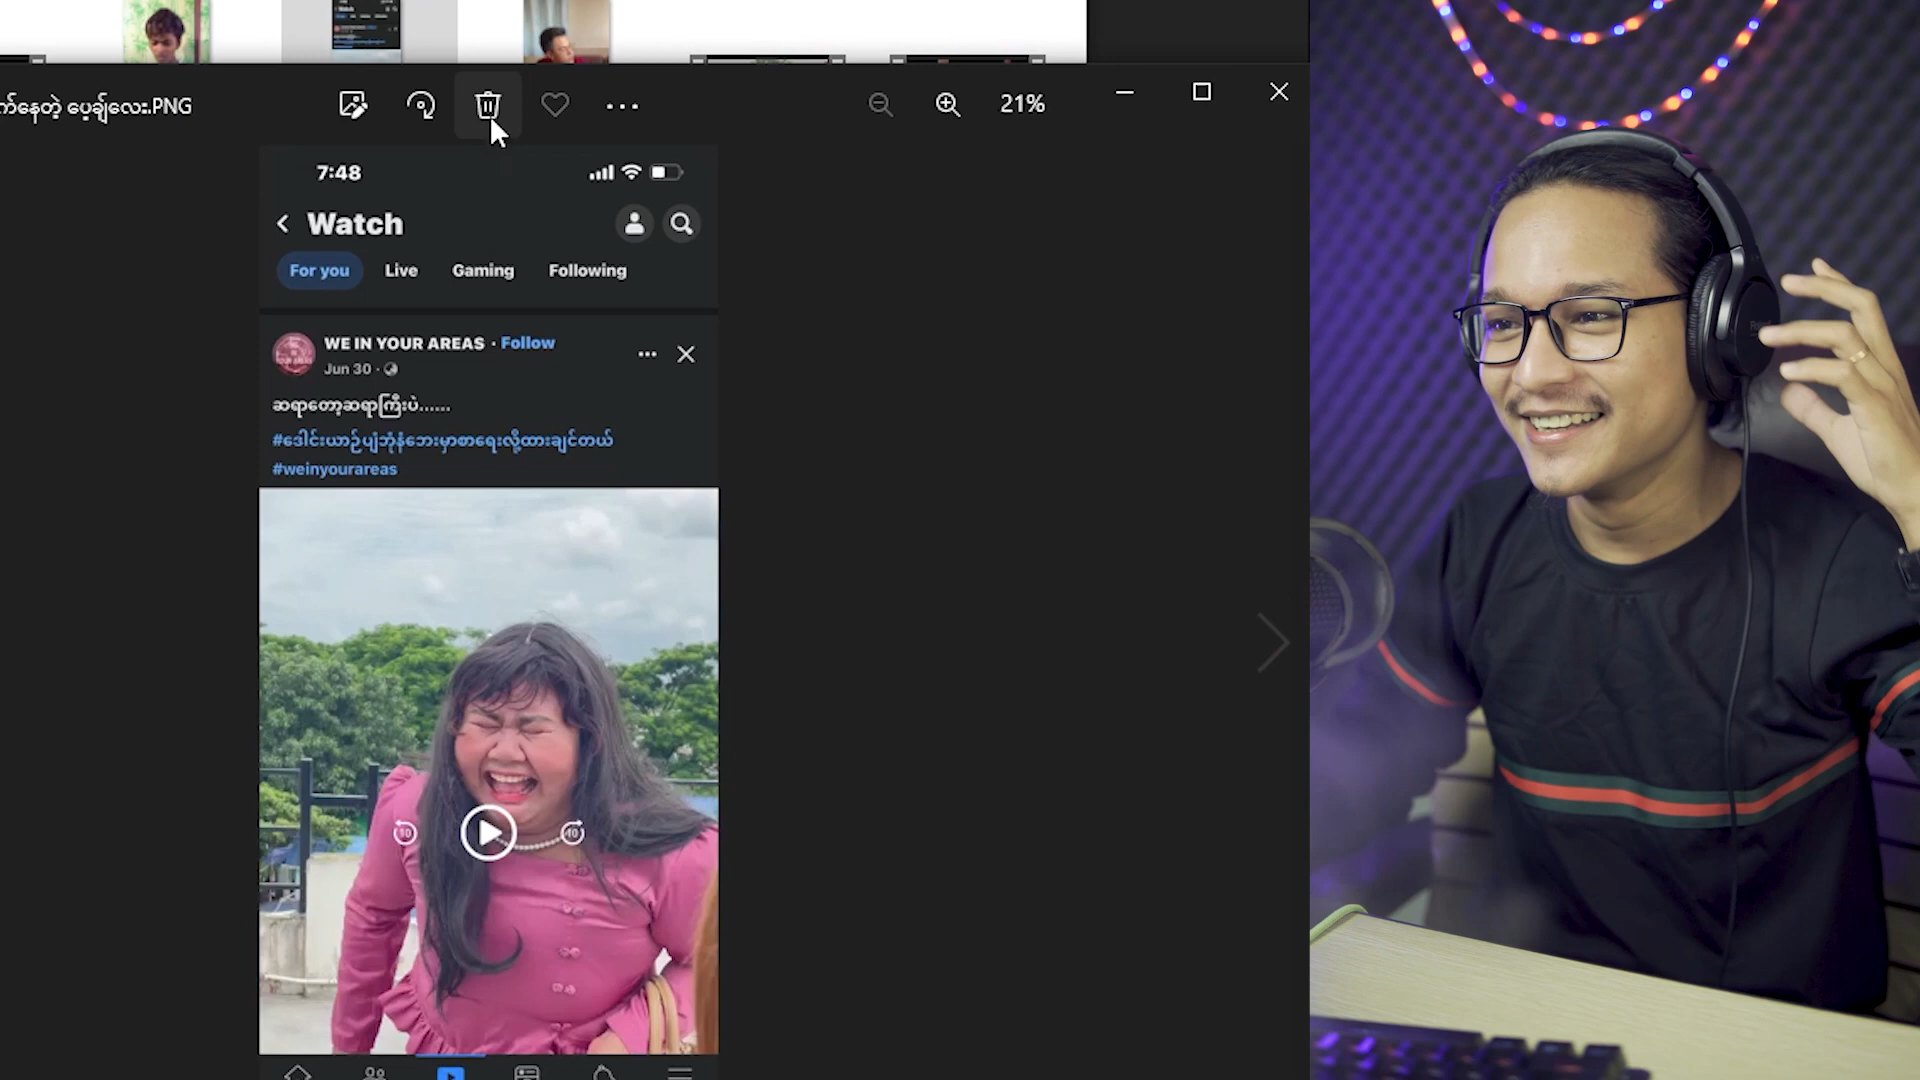 က်နေတဲ့ ပေ့ချ်လေး.PNG
21%
7:48
Watch
For you Live Gaming Following
WE IN YOUR AREAS · Follow
Jun 30 ·
ဆရာတော့ဆရာကြီးပဲ......
#ဒေါင်းယာဉ်ပျံဘုံနံဘေးမှာစာရေးလို့ထားချင်တယ်
#weinyourareas
10
10